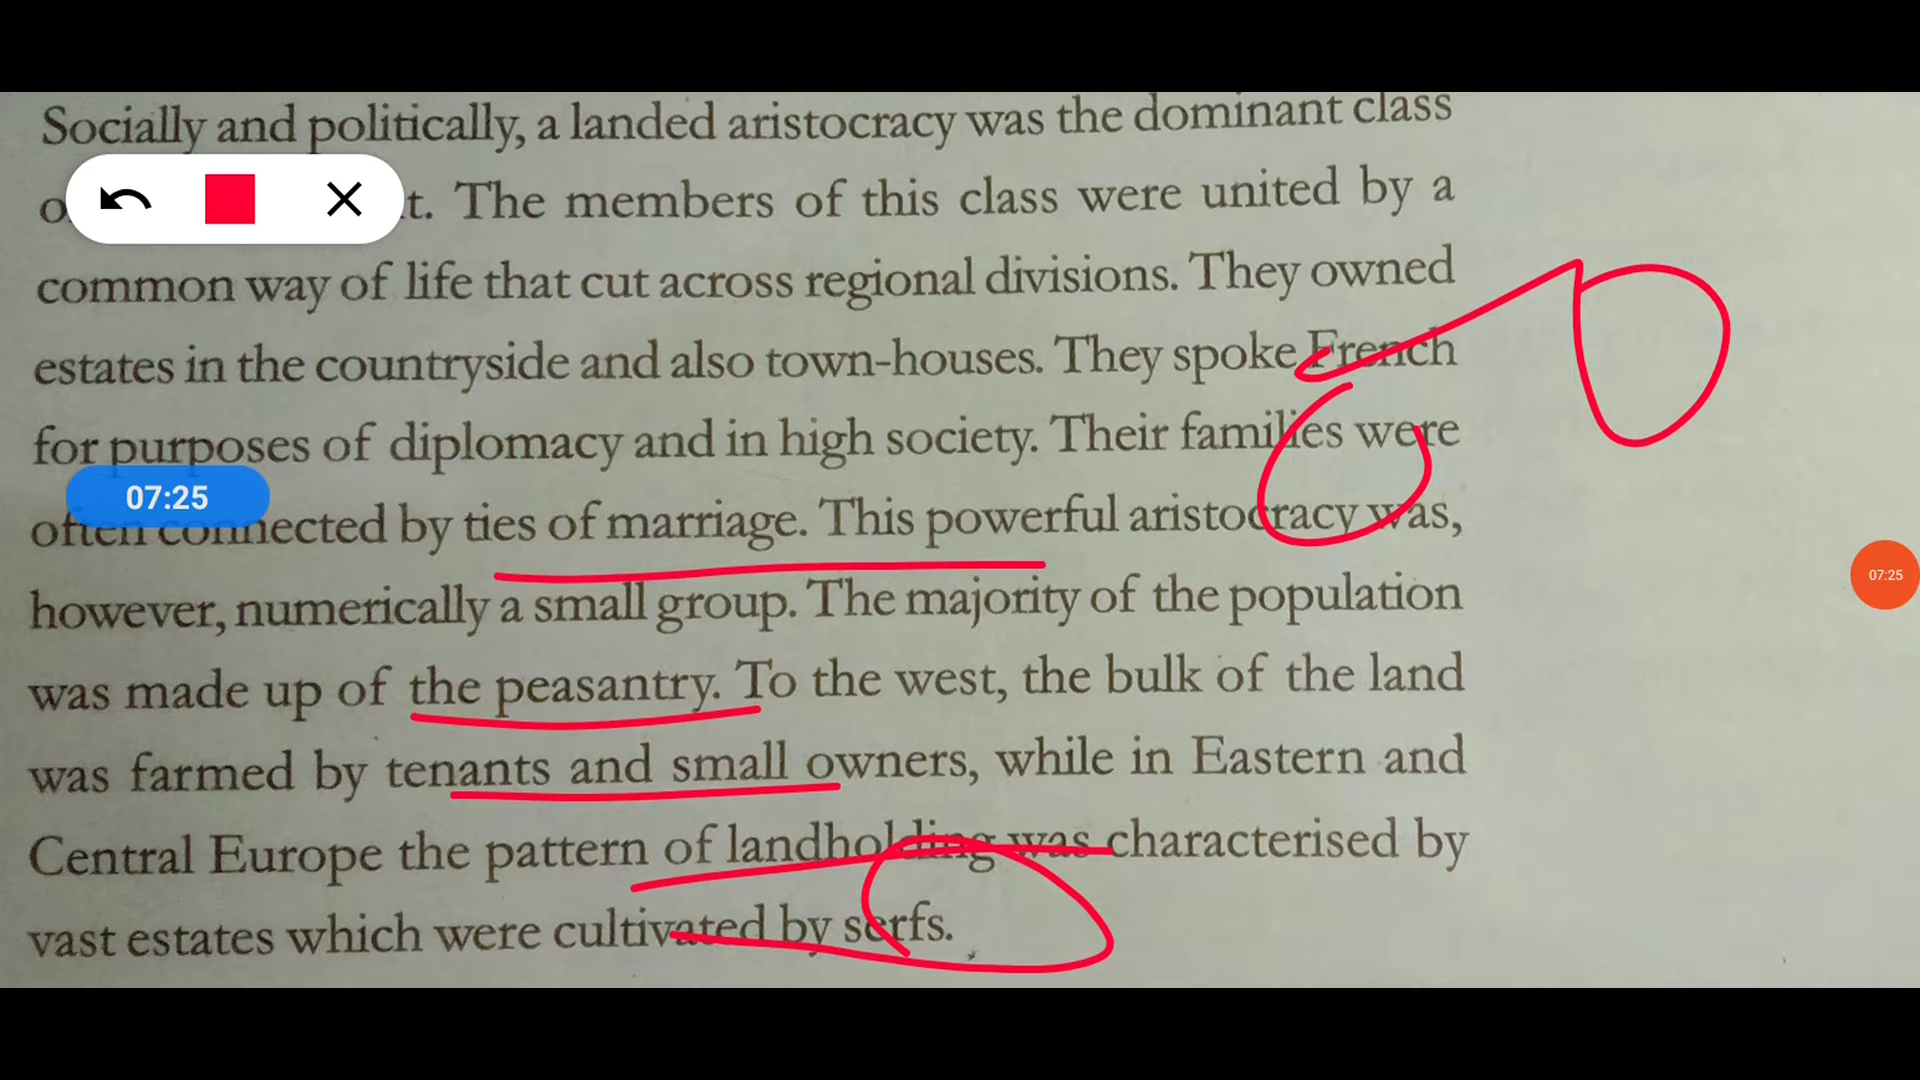 Socially and politically, a landed aristocracy was the dominant class
t. The members of this class were united by a
common way of life that cut across regional divisions. They owned
estates in the countryside and also town-houses. They spoke French
for purposes of diplomacy and in high society. Their families were
07:25
often connected by ties of marriage. This powerful aristocracy was,
07:25
however, numerically a small group. The majority of the population
was made up of the peasantry. To the west, the bulk of the land
was farmed by tenants and small owners, while in Eastern and
Central Europe the pattern of landholding was characterised by
vast estates which were cultivated by serfs.